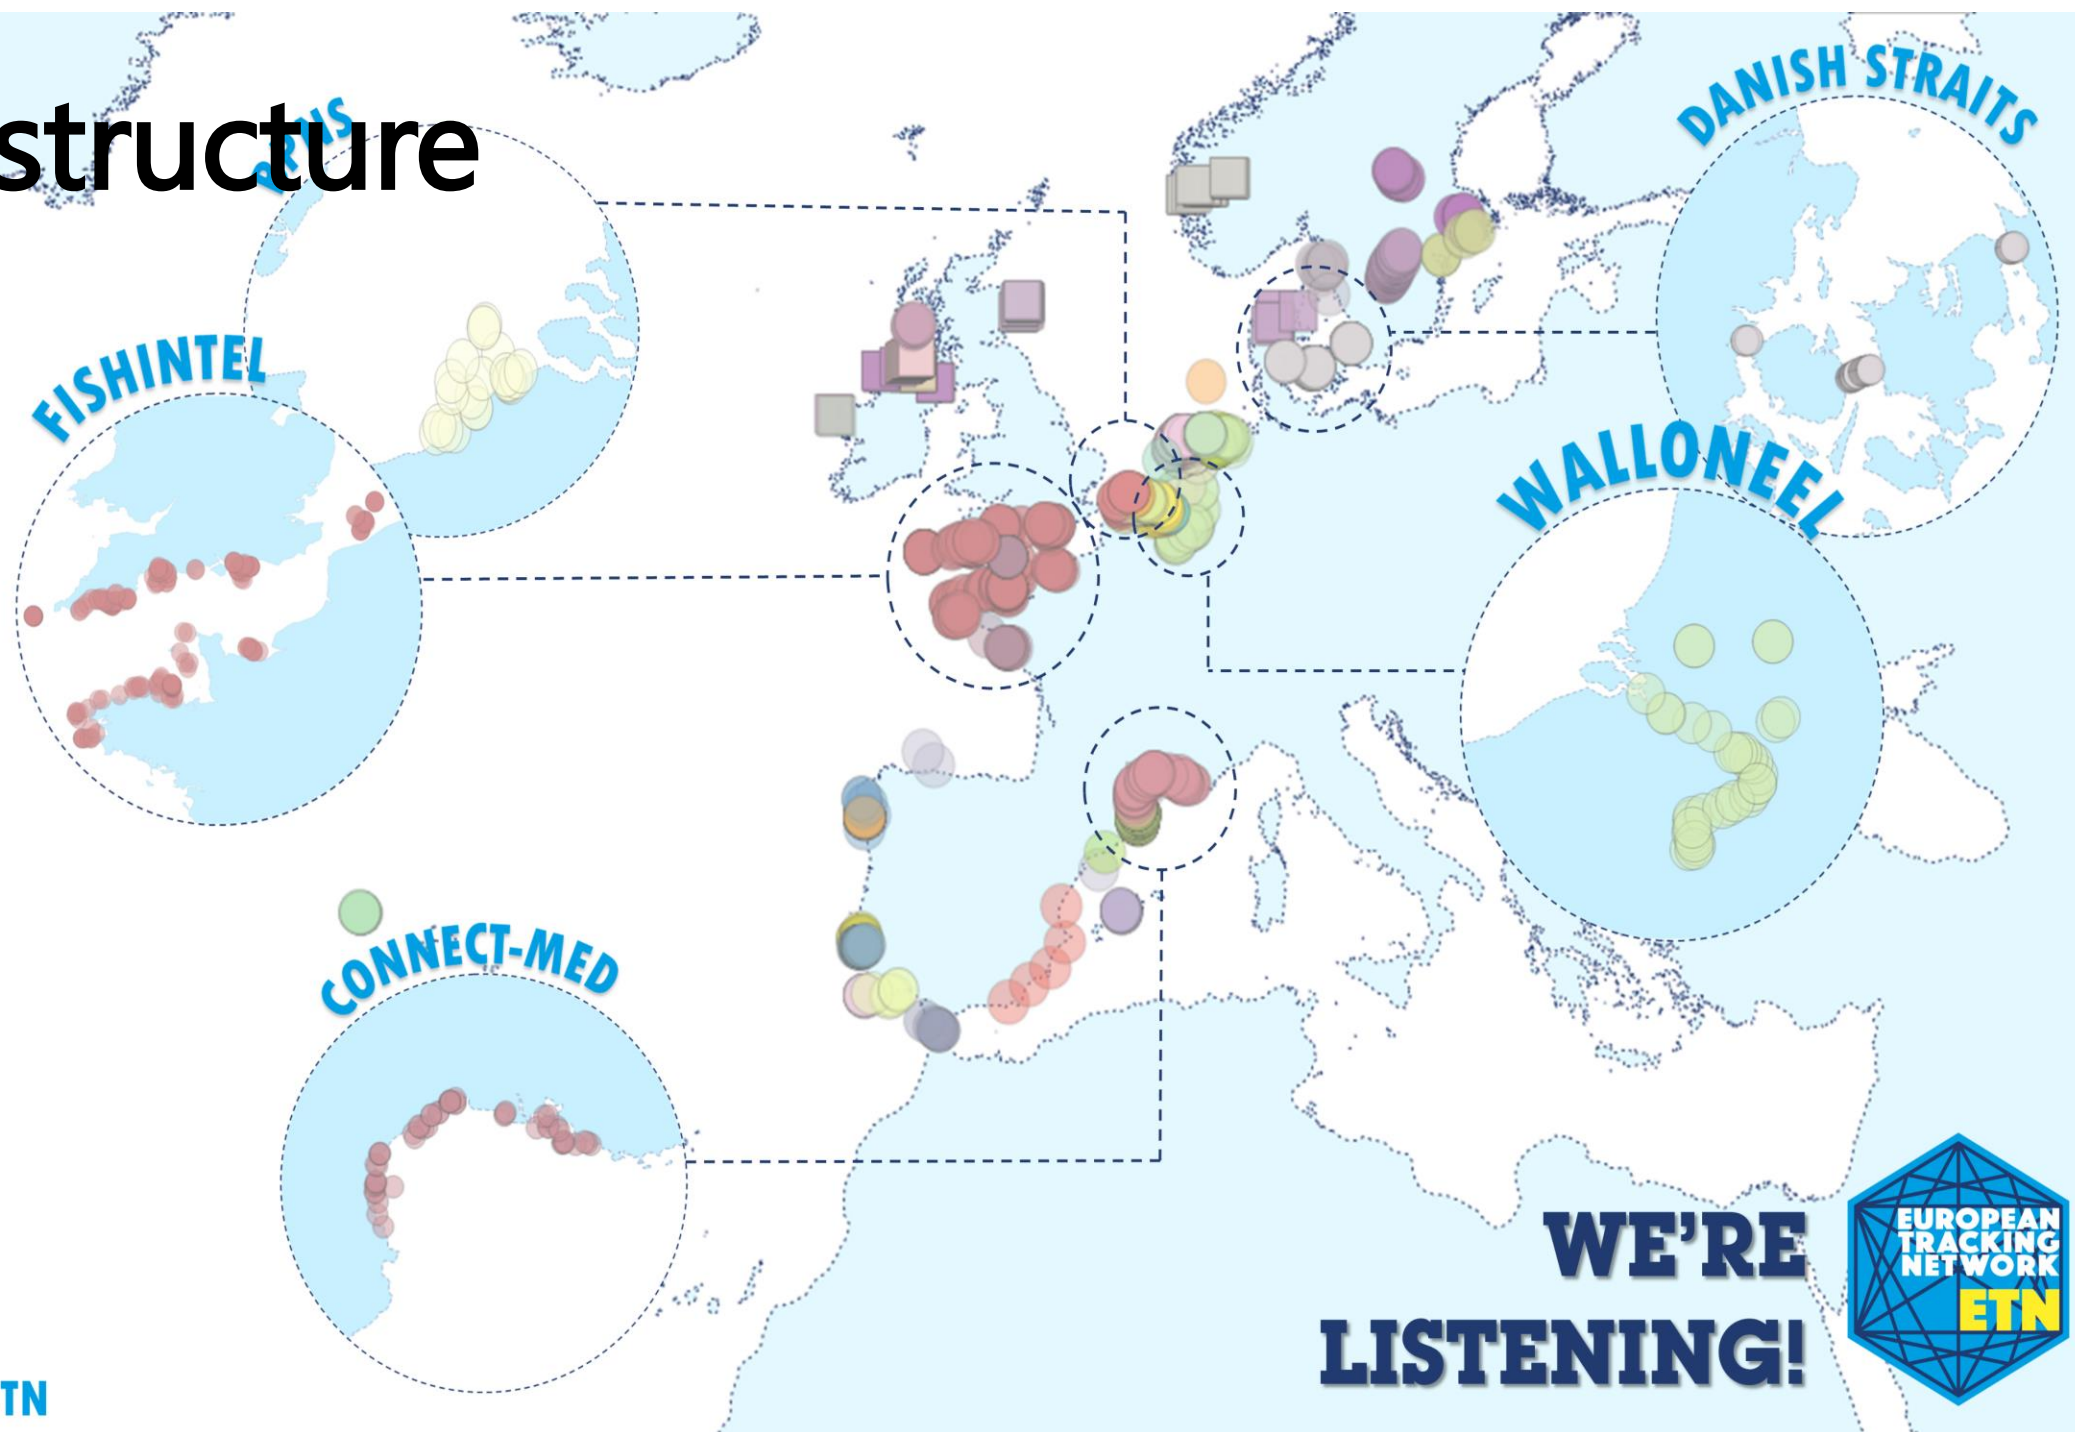 structure
DANISH STRAITS
FISHINTEL
WALLONEEL
CONNECT-MED
WE'RE
LISTENING!
EUROPEAN
TRACKING
NETWORK
ETN
TN